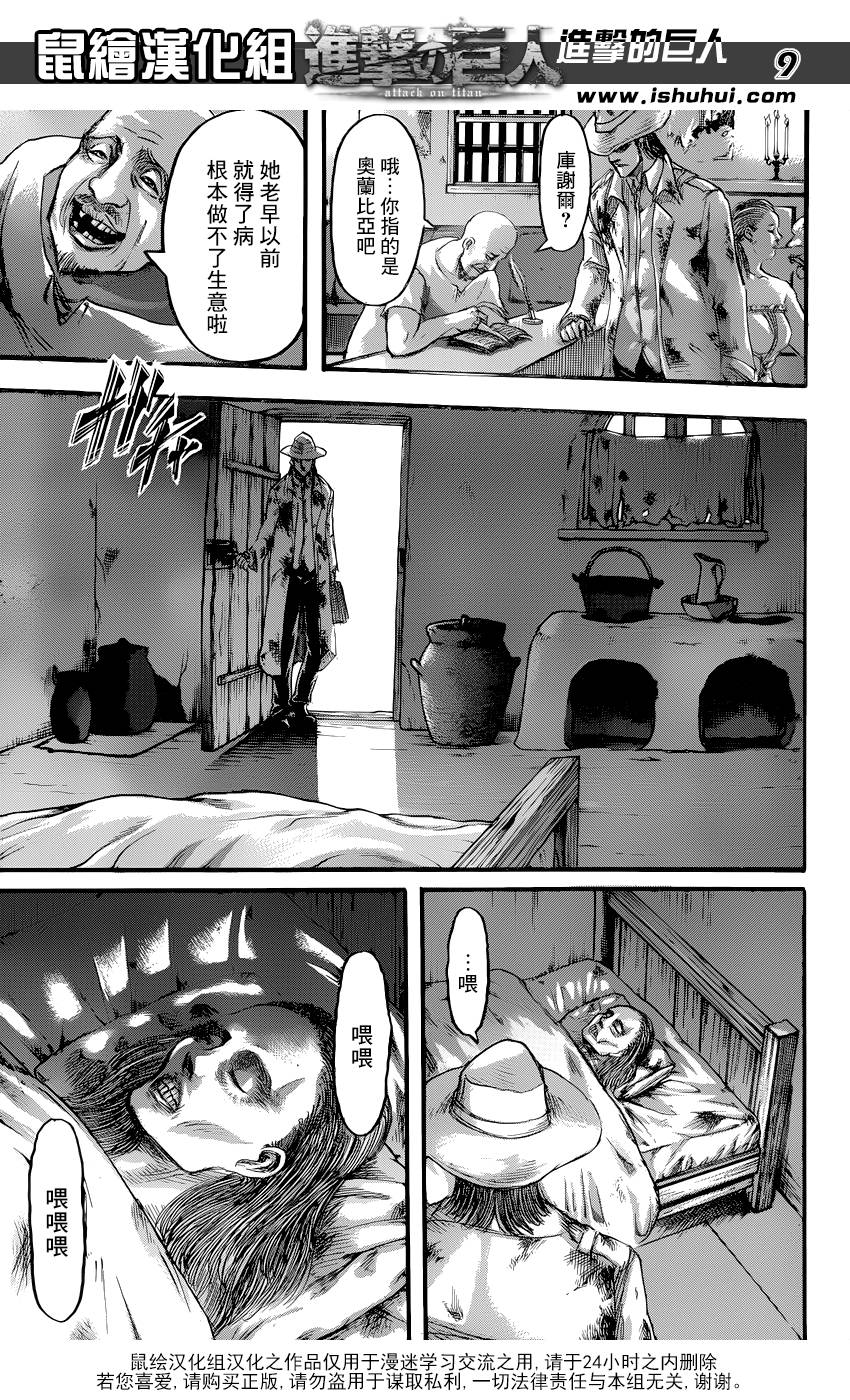 鼠繪漢化組
進撃の巨人
attack on titan
進擊的巨人
9
www.ishuhui.com
庫謝爾?
哦…你指的是
奧蘭比亞吧
她老早以前
就得了病
根本做不了生意啦
…喂
喂喂
喂喂喂
鼠绘汉化组汉化之作品仅用于漫迷学习交流之用, 请于24小时之内删除
若您喜爱, 请购买正版, 请勿盗用于谋取私利, 一切法律责任与本组无关, 谢谢.